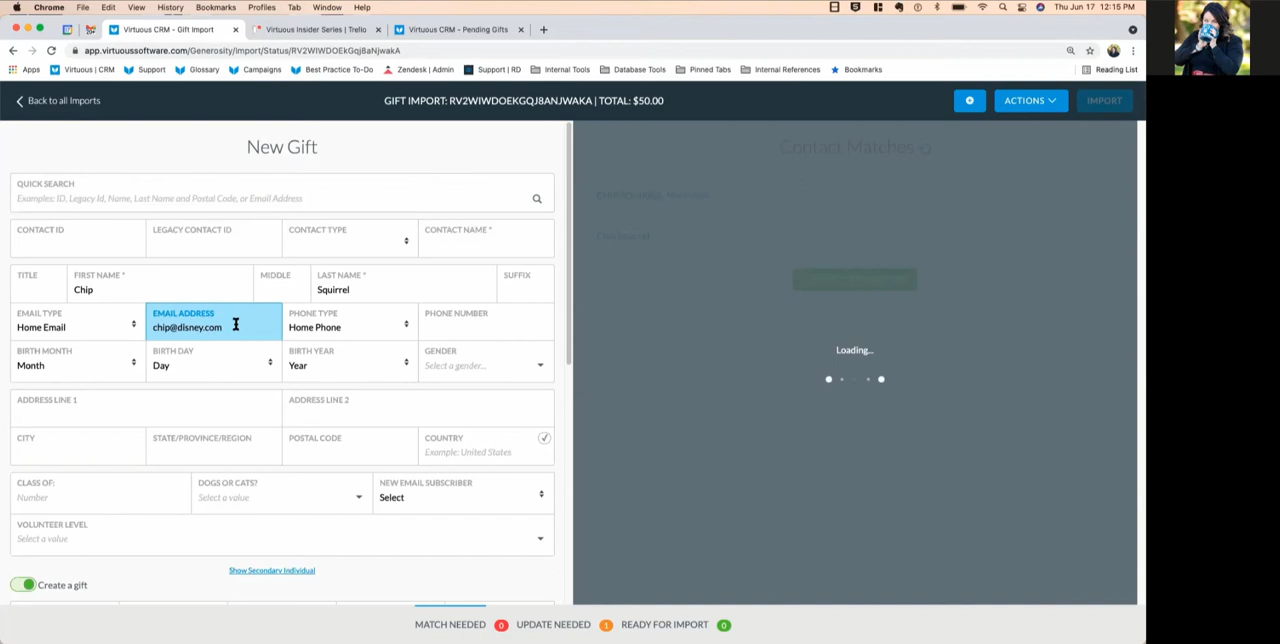 Chrome File Edit View History Bookmarks Profiles Tab Window Help Thu Jun 17 12:15 PM
Virtuous CRM - Gift Import Virtuous Insider Series | Trello Virtuous CRM - Pending Gifts
app.virtuoussoftware.com/Generosity/Import/Status/RV2WIWDOEkGqj8aNjwakA
Apps Virtuous | CRM Support Glossary Campaigns Best Practice To-Do Zendesk | Admin Support | RD Internal Tools Database Tools Pinned Tabs Internal References Bookmarks Reading List
Back to all Imports GIFT IMPORT: RV2WIWDOEKGQJ8ANJWAKA | TOTAL: $50.00 ACTIONS IMPORT
New Gift
Contact Matches
QUICK SEARCH
Examples: ID, Legacy Id, Name, Last Name and Postal Code, or Email Address
CONTACT ID LEGACY CONTACT ID CONTACT TYPE CONTACT NAME *
TITLE FIRST NAME * MIDDLE LAST NAME * SUFFIX
Chip Squirrel
EMAIL TYPE EMAIL ADDRESS PHONE TYPE PHONE NUMBER
Home Email chip@disney.com Home Phone
BIRTH MONTH BIRTH DAY BIRTH YEAR GENDER
Month Day Year Select a gender...
Loading...
ADDRESS LINE 1 ADDRESS LINE 2
CITY STATE/PROVINCE/REGION POSTAL CODE COUNTRY
Example: United States
CLASS OF: DOGS OR CATS? NEW EMAIL SUBSCRIBER
Number Select a value Select
VOLUNTEER LEVEL
Select a value
Show Secondary Individual
Create a gift
MATCH NEEDED 0 UPDATE NEEDED 1 READY FOR IMPORT 0